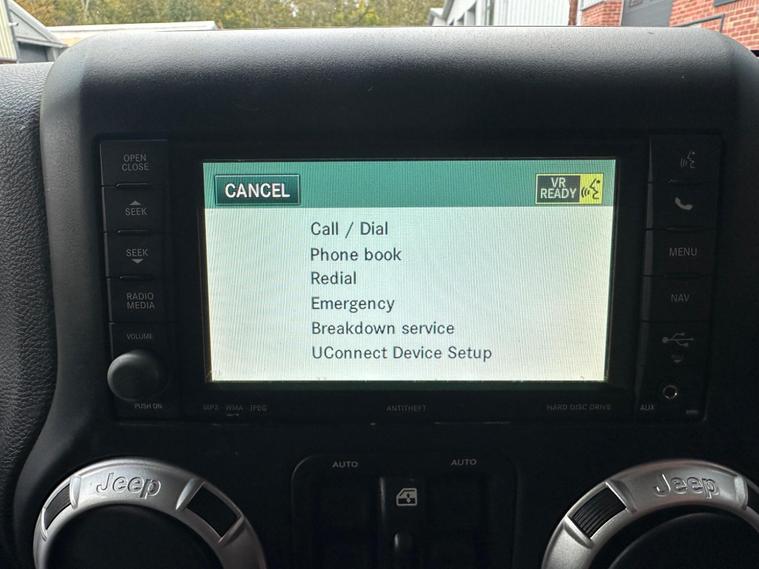 OPEN
CLOSE
SEEK
SEEK
RADIO
MEDIA
VOLUME
PUSH ON
CANCEL
VR
READY
Call / Dial
Phone book
Redial
Emergency
Breakdown service
UConnect Device Setup
MP3 WMA JPEG
ANTITHEFT
HARD DISC DRIVE
MENU
NAV
AUX
AUTO
AUTO
Jeep
Jeep